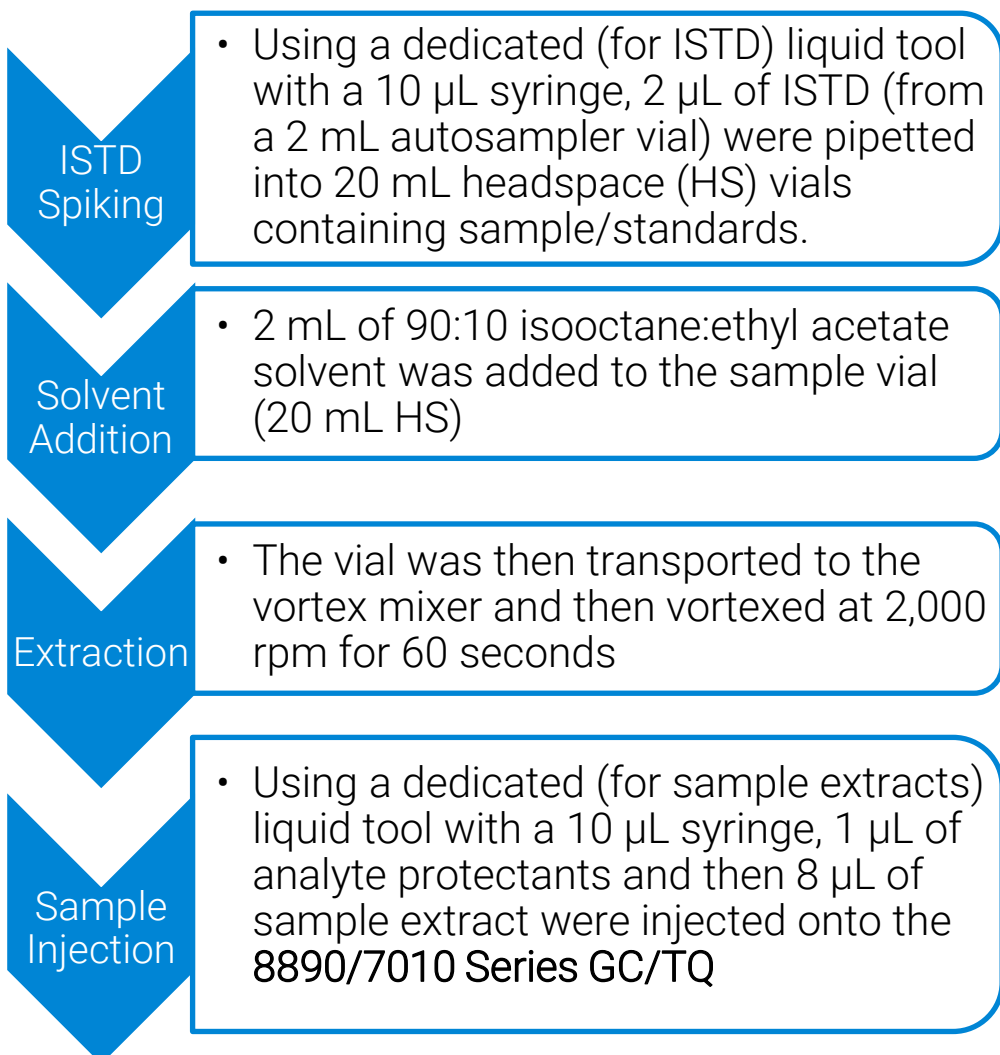 ISTD
Spiking
• Using a dedicated (for ISTD) liquid tool
with a 10 µL syringe, 2 µL of ISTD (from
a 2 mL autosampler vial) were pipetted
into 20 mL headspace (HS) vials
containing sample/standards.
Solvent
Addition
• 2 mL of 90:10 isooctane:ethyl acetate
solvent was added to the sample vial
(20 mL HS)
Extraction
• The vial was then transported to the
vortex mixer and then vortexed at 2,000
rpm for 60 seconds
Sample
Injection
• Using a dedicated (for sample extracts)
liquid tool with a 10 µL syringe, 1 µL of
analyte protectants and then 8 µL of
sample extract were injected onto the
8890/7010 Series GC/TQ